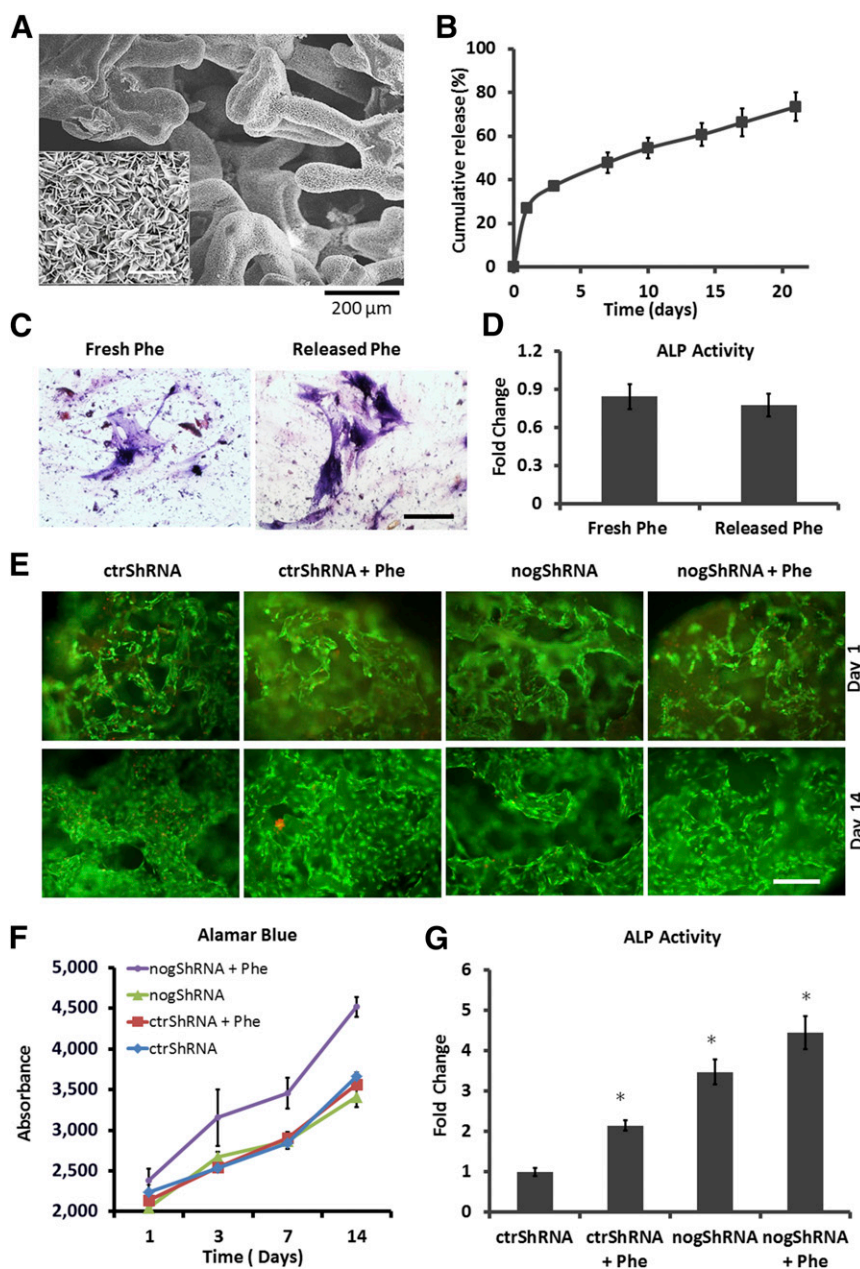 A
200 µm
B
Cumulative release (%)
100
80
60
40
20
0
0 5 10 15 20
Time (days)
C
Fresh Phe Released Phe
D
ALP Activity
Fold Change
1.2
0.9
0.6
0.3
0
Fresh Phe Released Phe
E
ctrShRNA ctrShRNA + Phe nogShRNA nogShRNA + Phe
Day 1
Day 14
F
Alamar Blue
Absorbance
5,000
4,500
4,000
3,500
3,000
2,500
2,000
nogShRNA + Phe
nogShRNA
ctrShRNA + Phe
ctrShRNA
1 3 7 14
Time ( Days)
G
ALP Activity
Fold Change
6
5
4
3
2
1
0
*
*
*
ctrShRNA ctrShRNA nogShRNA nogShRNA
+ Phe + Phe